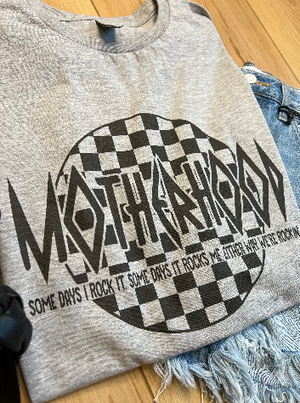 MOTHERHOOD
SOME DAYS I ROCK IT SOME DAYS IT ROCKS ME EITHER WAY WE'RE ROCKIN